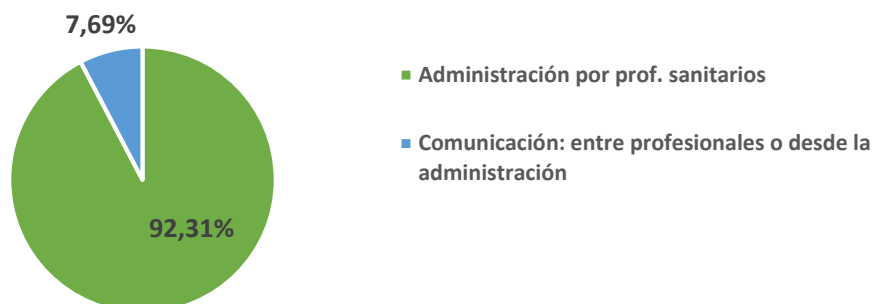 7,69%
Administración por prof. sanitarios
Comunicación: entre profesionales o desde la
administración
92,31%